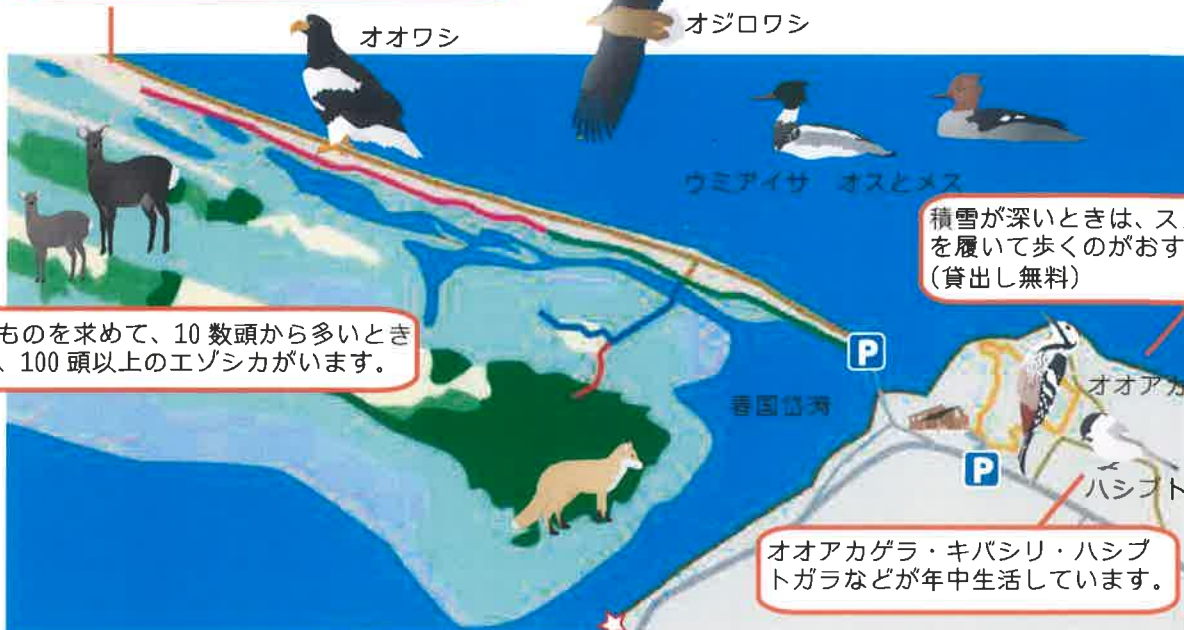 オオワシ
オジロワシ
ウミアイサ　オスとメス
積雪が深いときは、ス
を履いて歩くのがおす
(貸出し無料)
ものを求めて、10 数頭から多いとき
、100 頭以上のエゾシカがいます。
P
春国岱湾
オオアカ
P
ハシブト
オオアカゲラ・キバシリ・ハシブ
トガラなどが年中生活しています。